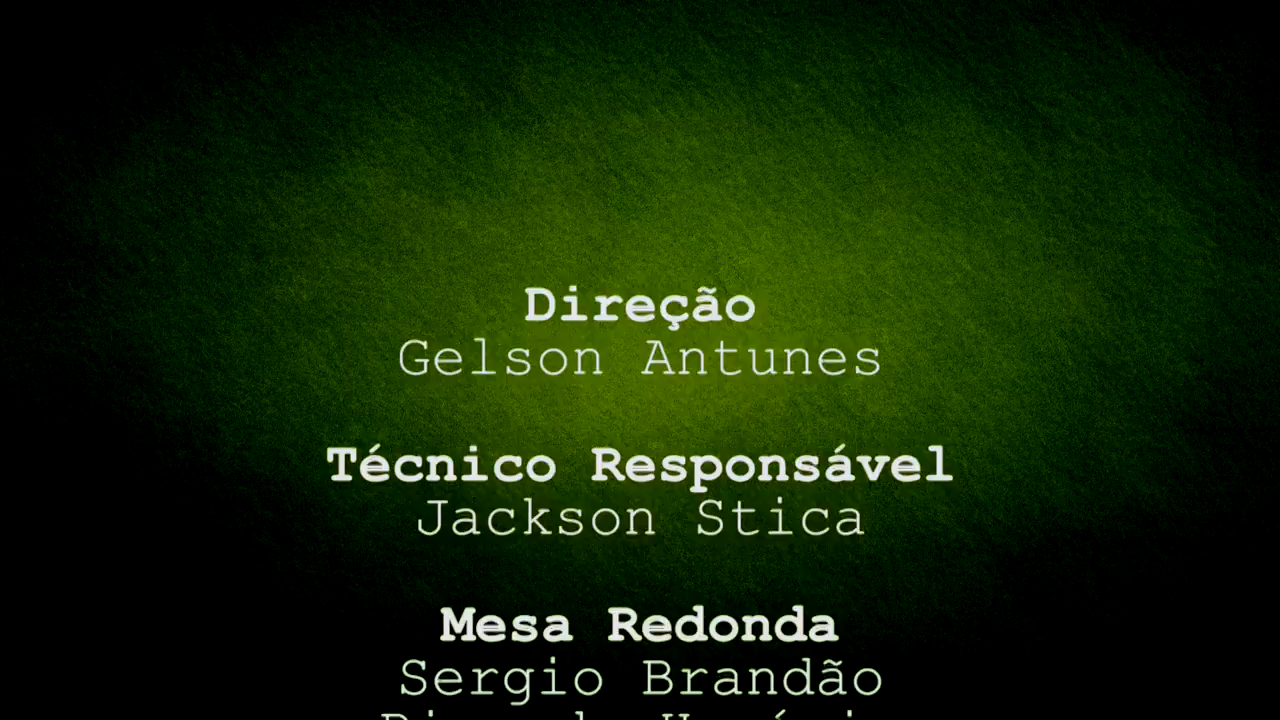 Direção
Gelson Antunes
Técnico Responsável
Jackson Stica
Mesa Redonda
Sergio Brandão